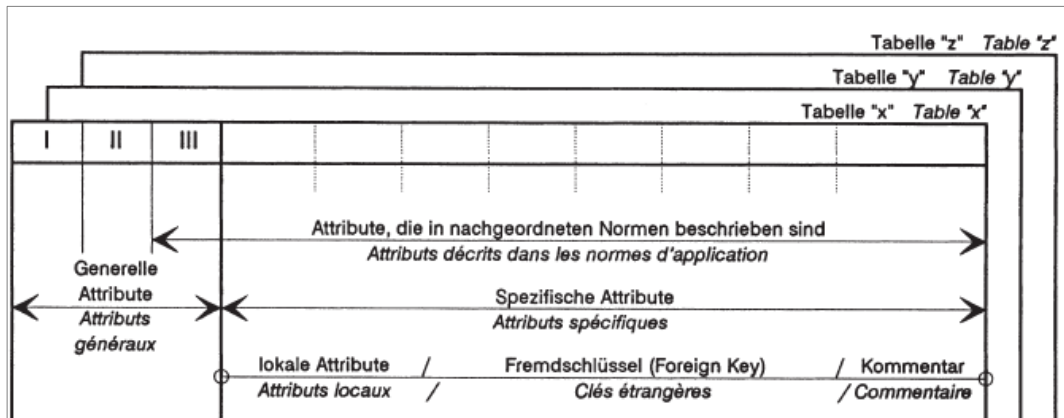 Tabelle "z" Table "z"
Tabelle "y" Table "y"
Tabelle "x" Table "x"
I II III
Attribute, die in nachgeordneten Normen beschrieben sind
Attributs décrits dans les normes d'application
Generelle
Attribute
Attributs
généraux
Spezifische Attribute
Attributs spécifiques
lokale Attribute / Fremdschlüssel (Foreign Key) / Kommentar
Attributs locaux / Clés étrangères / Commentaire